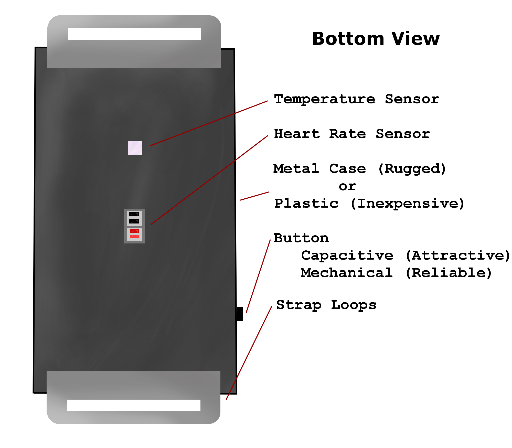 Bottom View
Temperature Sensor
Heart Rate Sensor
Metal Case (Rugged)
or
Plastic (Inexpensive)
Button
Capacitive (Attractive)
Mechanical (Reliable)
Strap Loops